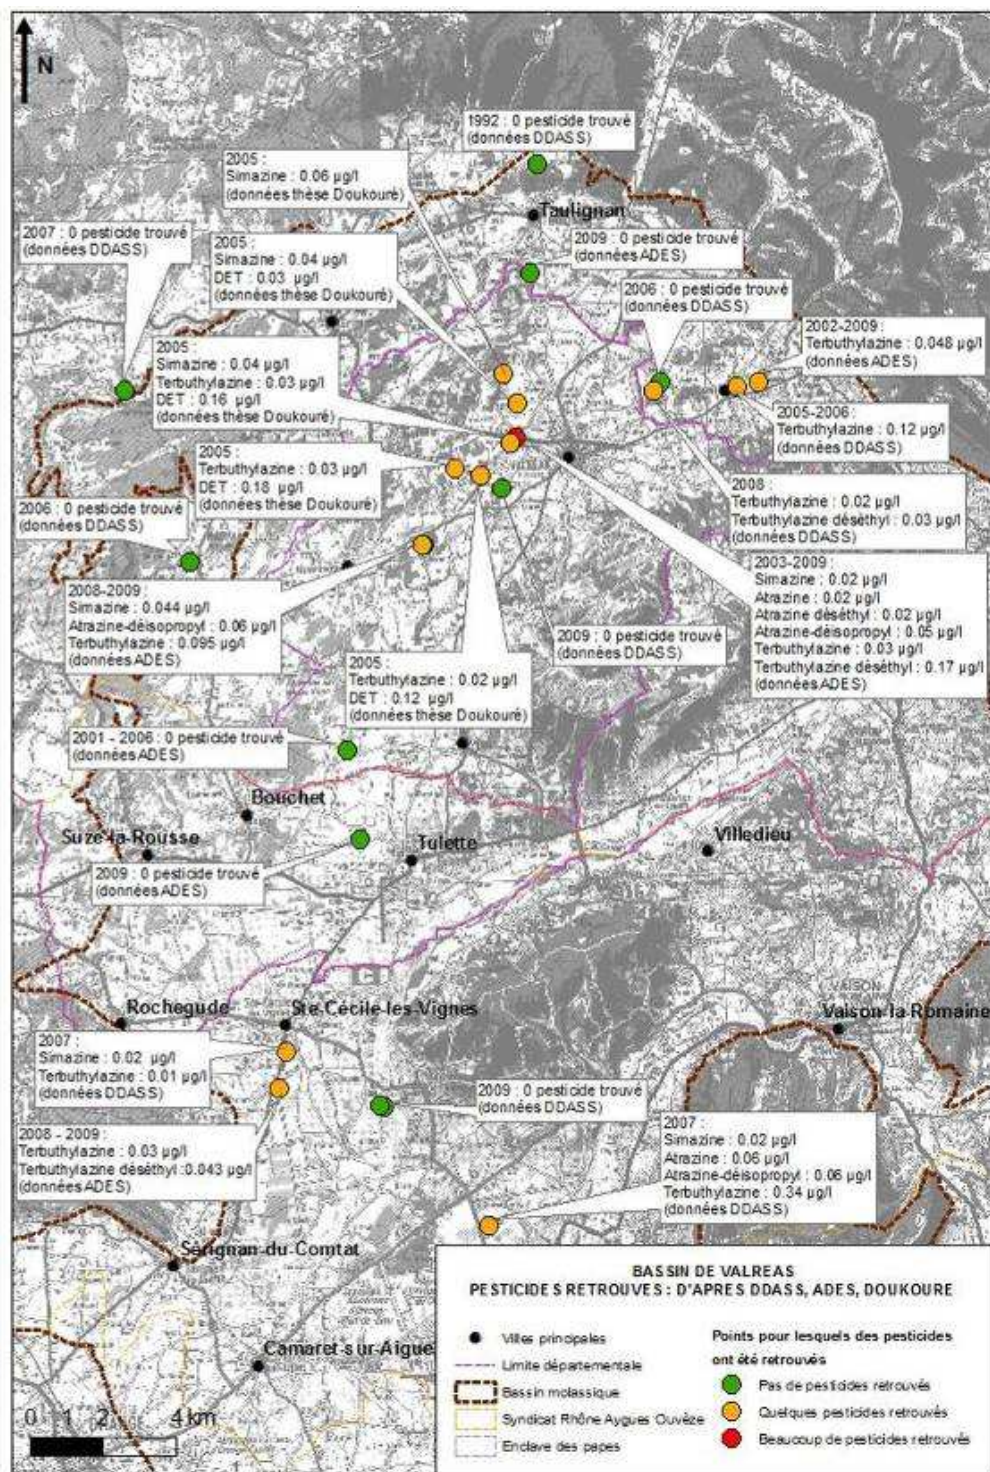 N
1992 : 0 pesticide trouvé
(données DDASS)
2005 :
Simazine : 0.06 µg/l
(données thèse Doukouré)
Taulignan
2007 : 0 pesticide trouvé
(données DDASS)
2005 :
Simazine : 0.04 µg/l
DET : 0.03 µg/l
(données thèse Doukouré)
2009 : 0 pesticide trouvé
(données ADES)
2006 : 0 pesticide trouvé
(données DDASS)
2002-2009 :
Terbuthylazine : 0.048 µg/l
(données ADES)
2005
Simazine : 0.04 µg/l
Terbuthylazine : 0.03 µg/l
DET : 0.16 µg/l
(données thèse Doukouré)
2005-2006 :
Terbuthylazine : 0.12 µg/l
(données DDASS)
2005 :
Terbuthylazine : 0.03 µg/l
DET : 0.18 µg/l
(données thèse Doukouré)
2008 :
Terbuthylazine : 0.02 µg/l
Terbuthylazine déséthyl : 0.03 µg/l
(données DDASS)
2006 : 0 pesticide trouvé
(données DDASS)
2003-2009 :
Simazine : 0.02 µg/l
Atrazine : 0.02 µg/l
Atrazine déséthyl : 0.02 µg/l
Atrazine-déisopropyl : 0.05 µg/l
Terbuthylazine : 0.03 µg/l
Terbuthylazine déséthyl : 0.17 µg/l
(données ADES)
2008-2009 :
Simazine : 0.044 µg/l
Atrazine-déisopropyl : 0.06 µg/l
Terbuthylazine : 0.095 µg/l
(données ADES)
2009 : 0 pesticide trouvé
(données DDASS)
2005 :
Terbuthylazine : 0.02 µg/l
DET : 0.12 µg/l
(données thèse Doukouré)
2001 - 2006 : 0 pesticide trouvé
(données ADES)
Bouchet
Suze-la-Rousse
Tulette
Villedieu
2009 : 0 pesticide trouvé
(données ADES)
Rochegude
Ste-Cécile-les-Vignes
VAISON
Vaison-la-Romaine
2007 :
Simazine : 0.02 µg/l
Terbuthylazine : 0.01 µg/l
(données DDASS)
2009 : 0 pesticide trouvé
(données DDASS)
2008 - 2009 :
Terbuthylazine : 0.03 µg/l
Terbuthylazine déséthyl : 0.043 µg/l
(données ADES)
2007 :
Simazine : 0.02 µg/l
Atrazine : 0.06 µg/l
Atrazine-déisopropyl : 0.06 µg/l
Terbuthylazine : 0.34 µg/l
(données DDASS)
Sérignan-du-Comtat
Camaret-sur-Aigue
0 1 2 4 km
BASSIN DE VALREAS
PESTICIDES RETROUVES : D'APRES DDASS, ADES, DOUKOURE
Villes principales
Limite départementale
Bassin molassique
Syndicat Rhône Aygues Ouvèze
Enclave des papes
Points pour lesquels des pesticides
ont été retrouvés
Pas de pesticides retrouvés
Quelques pesticides retrouvés
Beaucoup de pesticides retrouvés